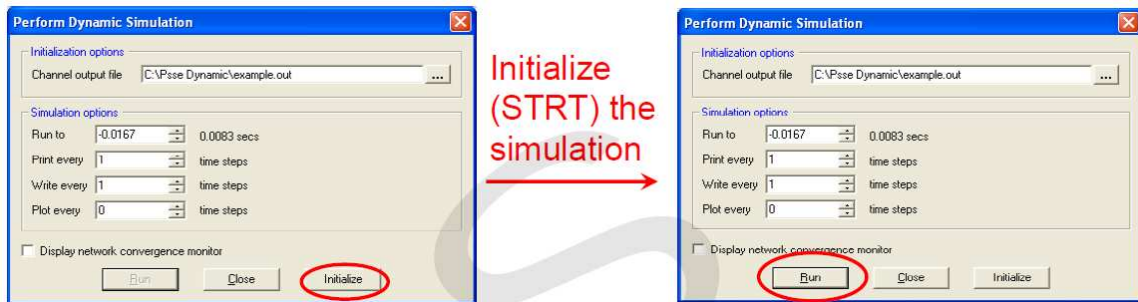 Perform Dynamic Simulation
Initialization options
Channel output file C:\Psse Dynamic\example.out ...
Simulation options
Run to -0.0167 0.0083 secs
Print every 1 time steps
Write every 1 time steps
Plot every 0 time steps
Display network convergence monitor
Run Close Initialize
Initialize
(STRT) the
simulation
Perform Dynamic Simulation
Initialization options
Channel output file C:\Psse Dynamic\example.out ...
Simulation options
Run to -0.0167 0.0083 secs
Print every 1 time steps
Write every 1 time steps
Plot every 0 time steps
Display network convergence monitor
Run Close Initialize